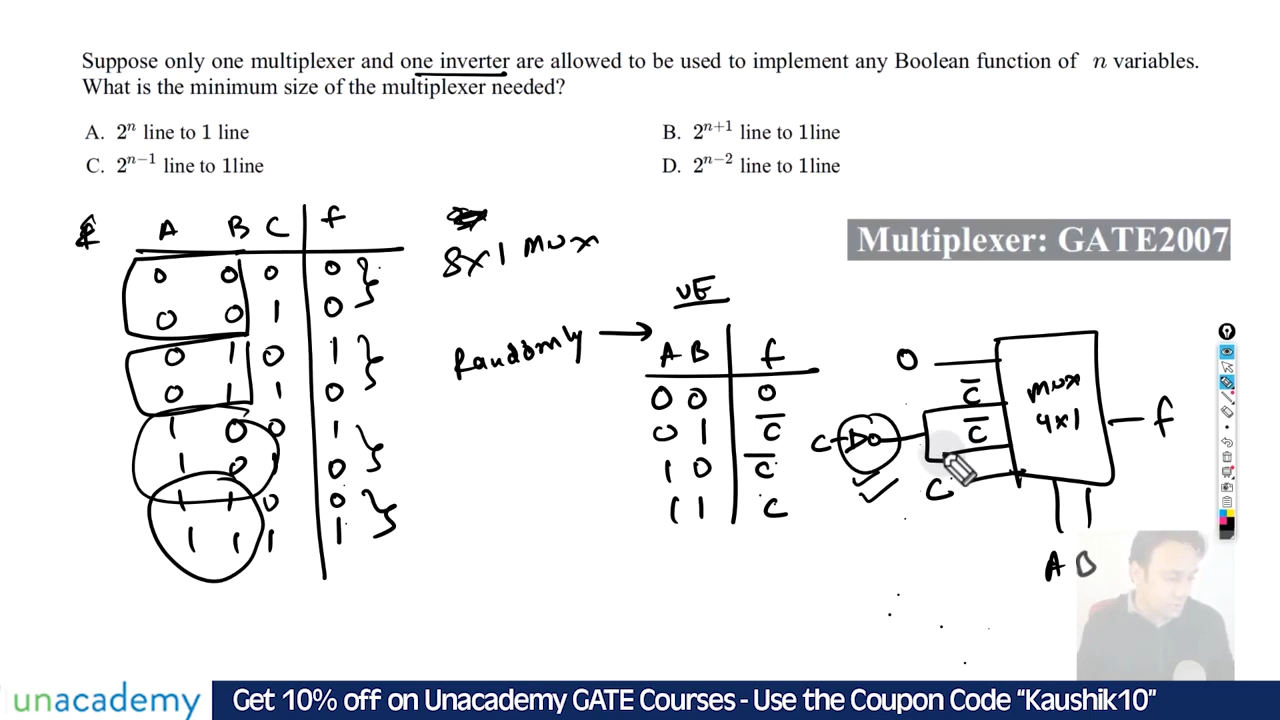 Suppose only one multiplexer and one inverter are allowed to be used to implement any Boolean function of n variables.
What is the minimum size of the multiplexer needed?
A. 2ⁿ line to 1 line
B. 2ⁿ⁺¹ line to 1line
C. 2ⁿ⁻¹ line to 1line
D. 2ⁿ⁻² line to 1line
Multiplexer: GATE2007
A B C f
0 0 0 0
0 0 1 0
0 1 0 1
0 1 1 0
1 0 0 1
1 0 1 0
1 1 0 0
1 1 1 1
8x1 mux
Randomly
VE
A B f
0 0 0
0 1 C̅
1 0 C̅
1 1 C
0
C̅
C̅
C
C
mux
4x1
f
A B
unacademy
Get 10% off on Unacademy GATE Courses - Use the Coupon Code “Kaushik10”